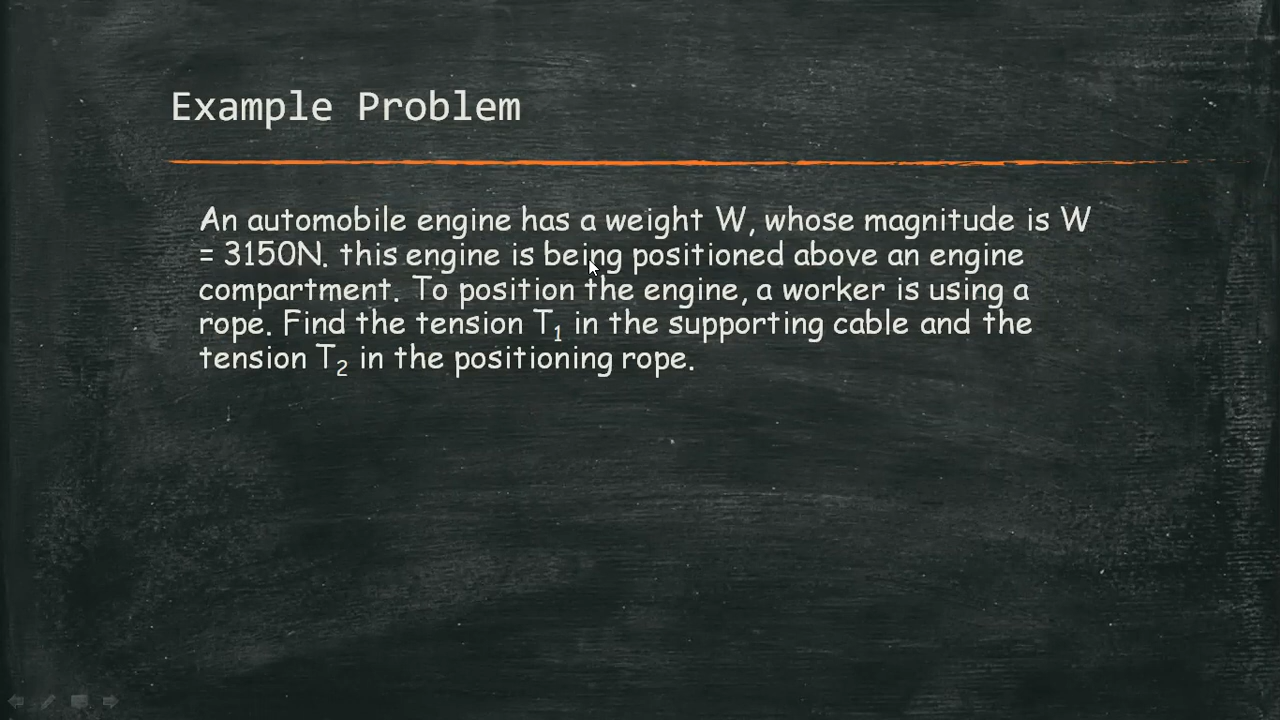 Example Problem
An automobile engine has a weight W, whose magnitude is W
= 3150N. this engine is being positioned above an engine
compartment. To position the engine, a worker is using a
rope. Find the tension T₁ in the supporting cable and the
tension T₂ in the positioning rope.